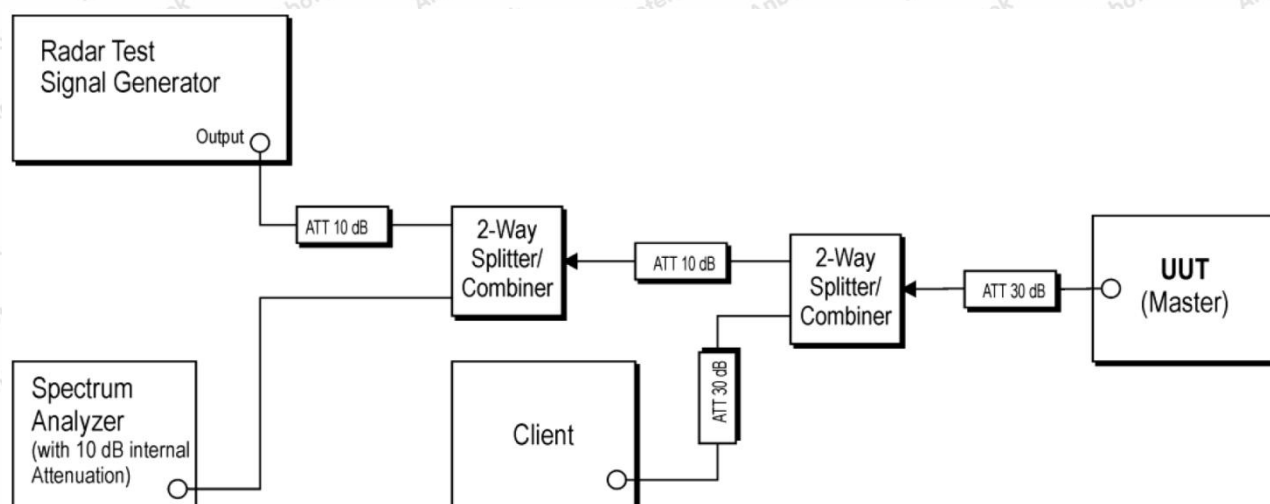 Radar Test
Signal Generator
Output
ATT 10 dB
2-Way
Splitter/
Combiner
ATT 10 dB
2-Way
Splitter/
Combiner
ATT 30 dB
UUT
(Master)
Spectrum
Analyzer
(with 10 dB internal
Attenuation)
Client
ATT 30 dB